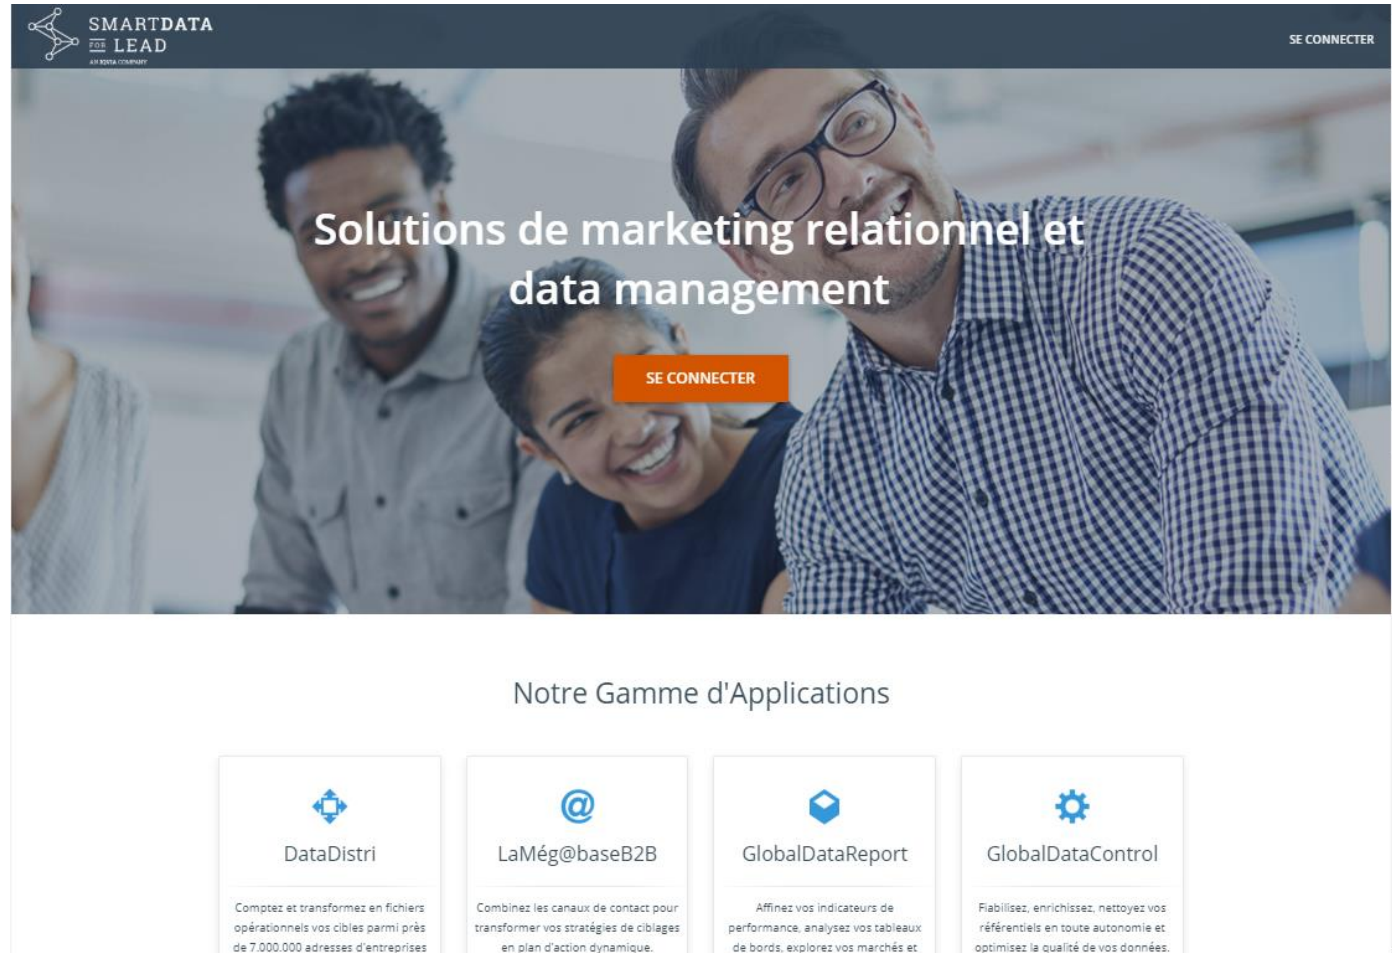 SMARTDATA
FOR LEAD
AN IDAIA COMPANY
SE CONNECTER
Solutions de marketing relationnel et
data management
SE CONNECTER
Notre Gamme d'Applications
DataDistri
Comptez et transformez en fichiers
opérationnels vos cibles parmi près
de 7.000.000 adresses d'entreprises
LaMég@baseB2B
Combinez les canaux de contact pour
transformer vos stratégies de ciblages
en plan d'action dynamique.
GlobalDataReport
Affinez vos indicateurs de
performance, analysez vos tableaux
de bords, explorez vos marchés et
GlobalDataControl
Fiabilisez, enrichissez, nettoyez vos
référentiels en toute autonomie et
optimisez la qualité de vos données.